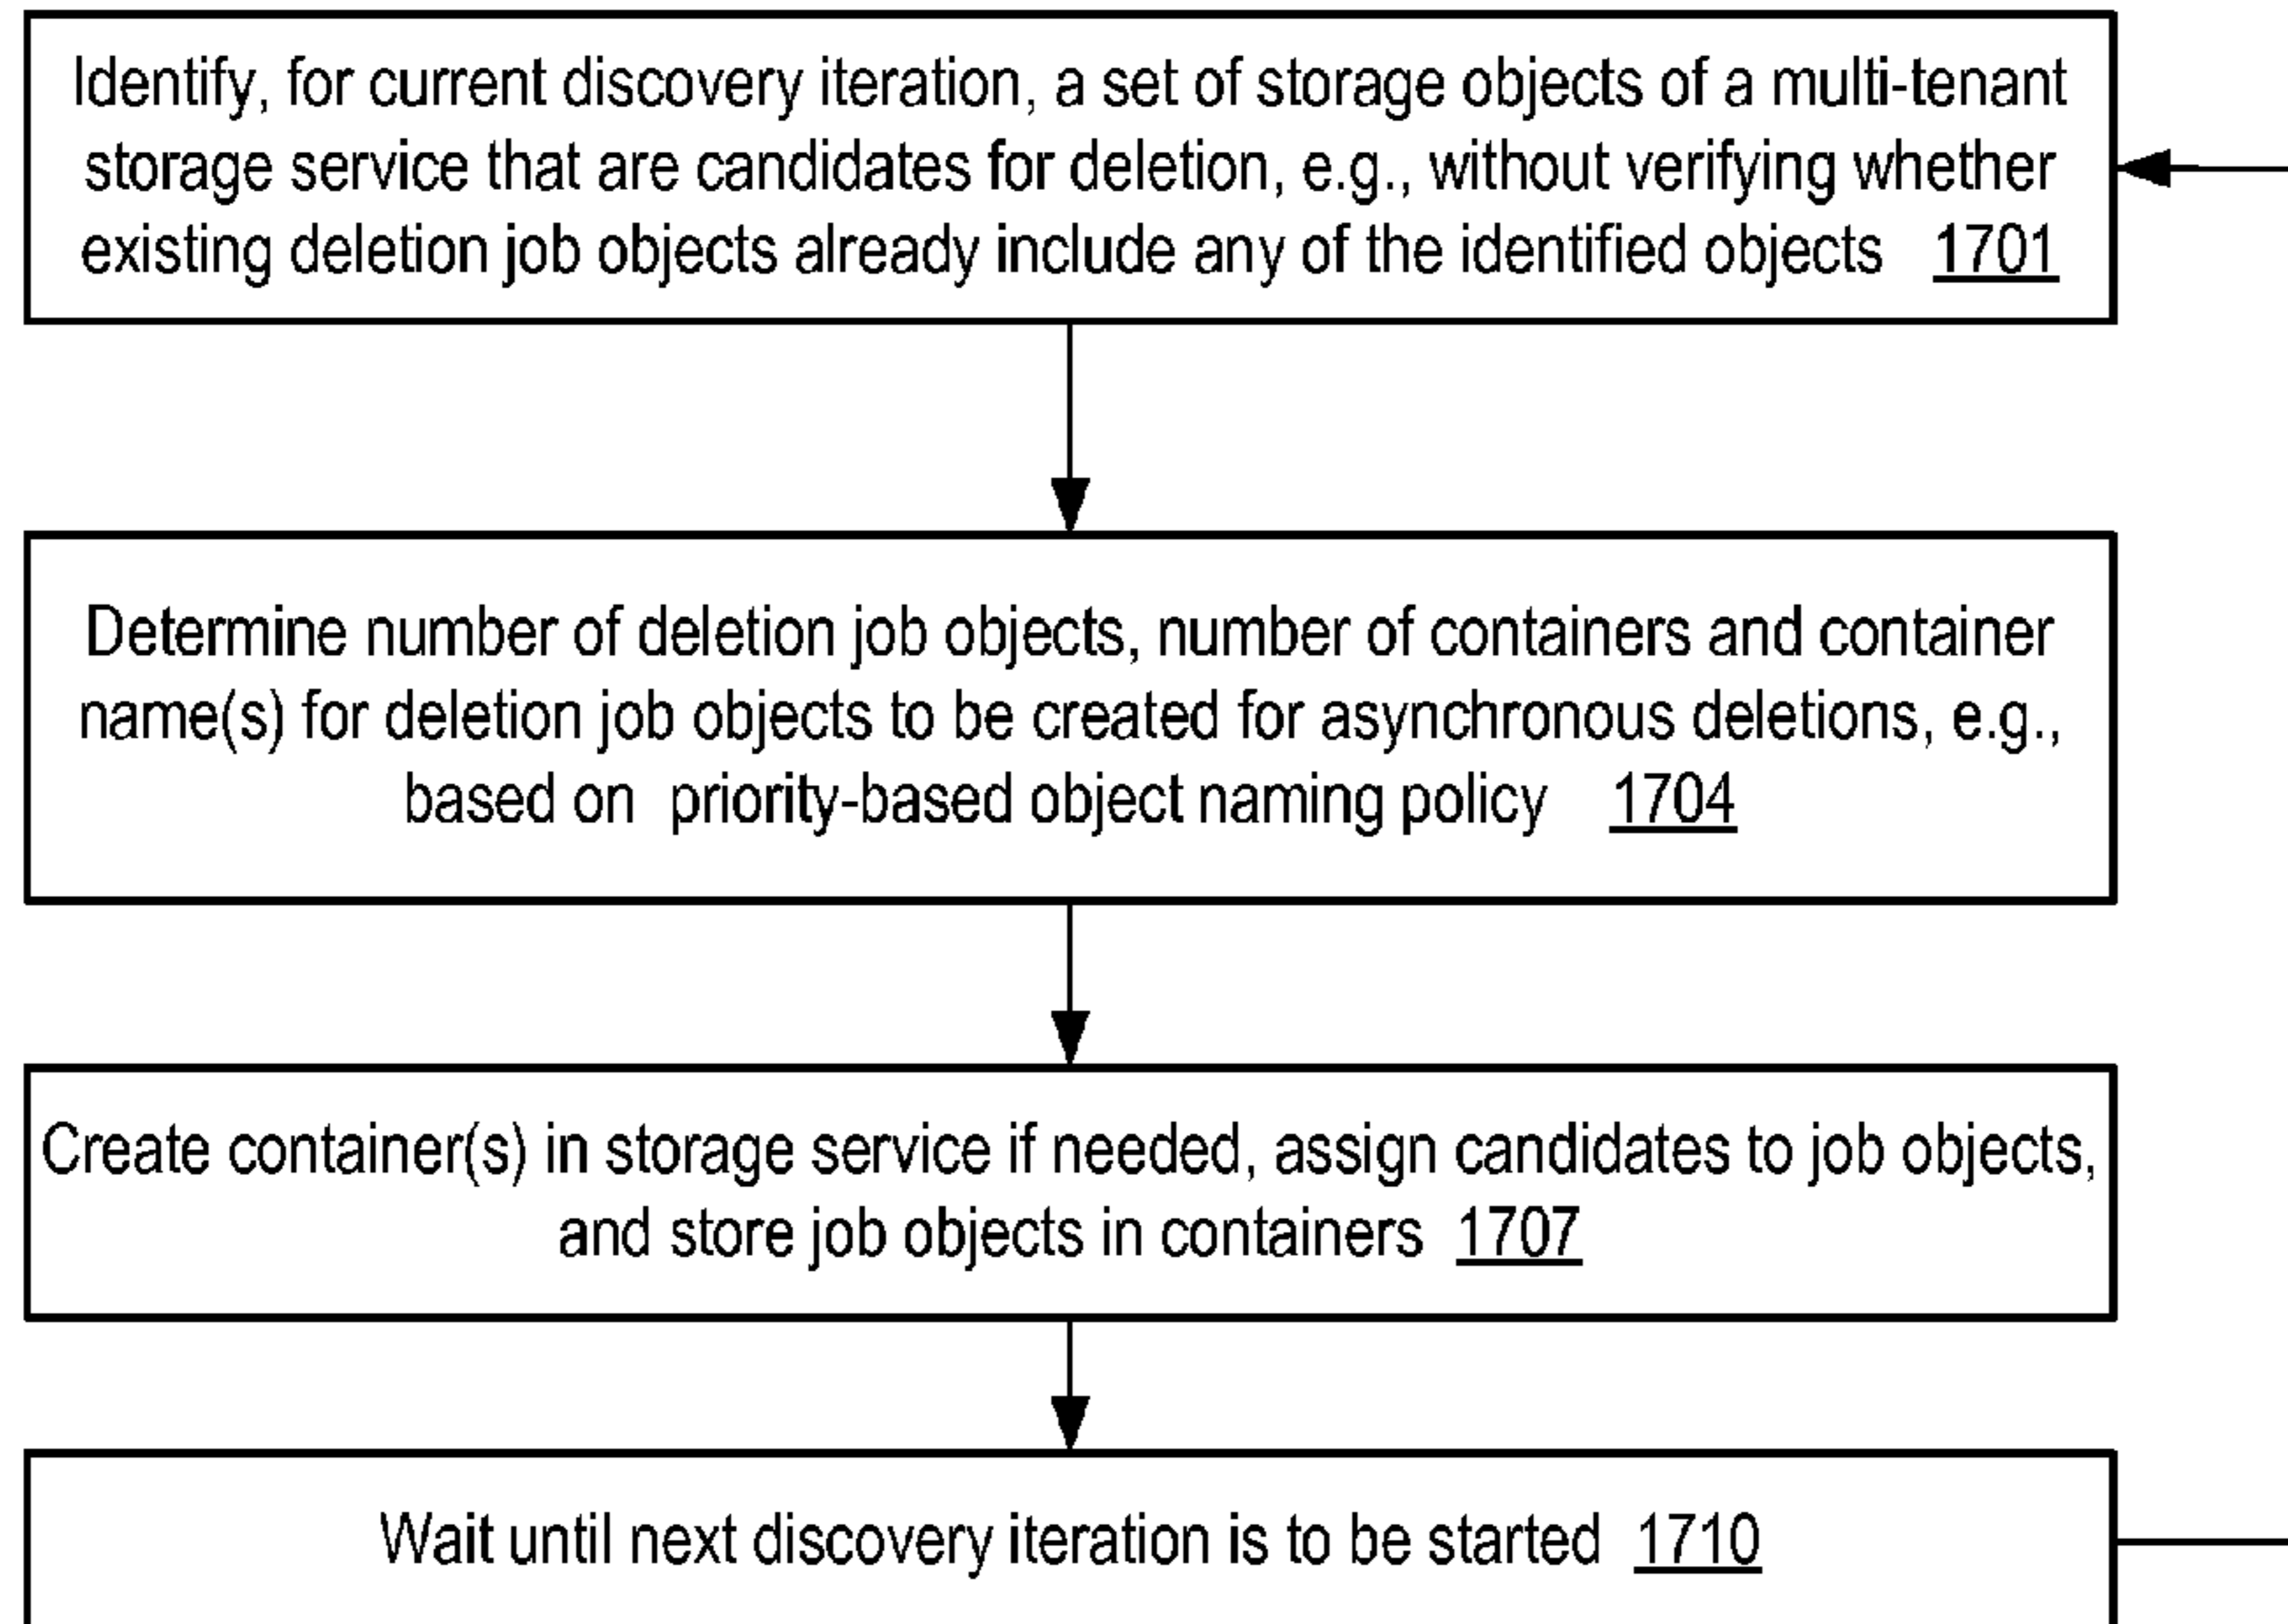 Identify, for current discovery iteration, a set of storage objects of a multi-tenant
storage service that are candidates for deletion, e.g., without verifying whether
existing deletion job objects already include any of the identified objects 1701
Determine number of deletion job objects, number of containers and container
name(s) for deletion job objects to be created for asynchronous deletions, e.g.,
based on priority-based object naming policy 1704
Create container(s) in storage service if needed, assign candidates to job objects,
and store job objects in containers 1707
Wait until next discovery iteration is to be started 1710